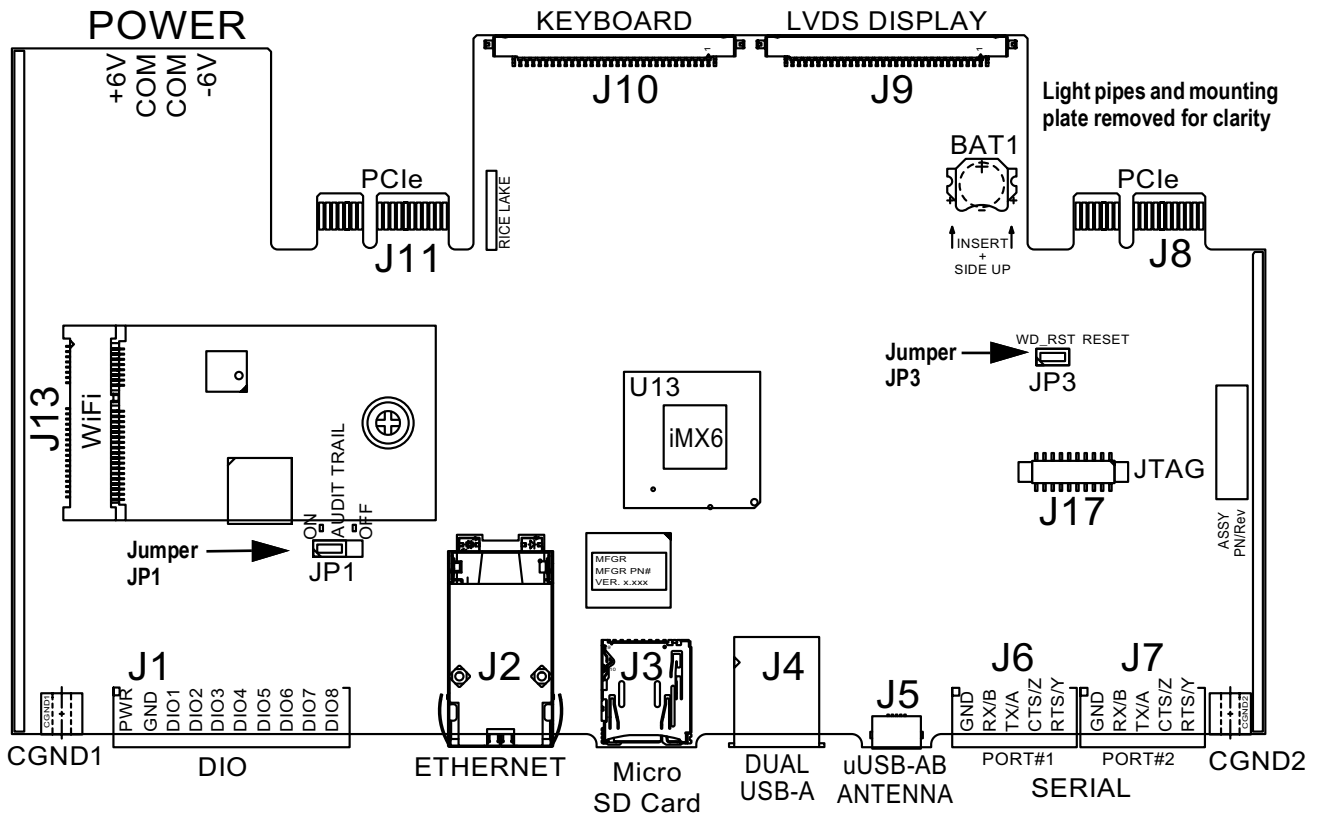 POWER
+6V
COM
COM
-6V
KEYBOARD
J10
LVDS DISPLAY
J9
1
1
Light pipes and mounting
plate removed for clarity
BAT1
+
-
+
+
INSERT
+
SIDE UP
PCIe
J11
RICE LAKE
PCIe
J8
J13
WiFi
ON
AUDIT TRAIL
OFF
Jumper
JP1
JP1
U13
iMX6
Jumper
JP3
WD_RST RESET
JP3
JTAG
J17
ASSY
PN/Rev
MFGR
MFGR PN#
VER. x.xxx
J1
PWR
GND
DIO1
DIO2
DIO3
DIO4
DIO5
DIO6
DIO7
DIO8
DIO
CGND1
CGND1
J2
ETHERNET
J3
Micro
SD Card
J4
DUAL
USB-A
J5
uUSB-AB
ANTENNA
J6
GND
RX/B
TX/A
CTS/Z
RTS/Y
PORT#1
J7
GND
RX/B
TX/A
CTS/Z
RTS/Y
PORT#2
SERIAL
CGND2
CGND2